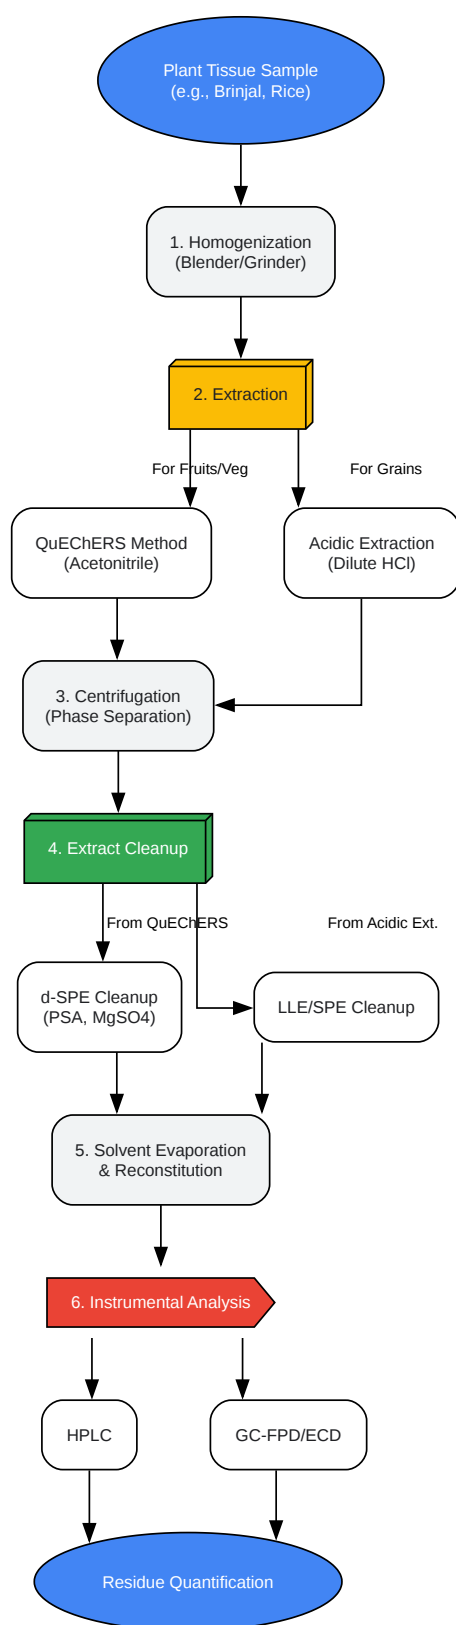 Plant Tissue Sample
(e.g., Brinjal, Rice)
1. Homogenization
(Blender/Grinder)
2. Extraction
For Fruits/Veg
For Grains
QuEChERS Method
(Acetonitrile)
Acidic Extraction
(Dilute HCl)
3. Centrifugation
(Phase Separation)
4. Extract Cleanup
From QuEChERS
From Acidic Ext.
d-SPE Cleanup
(PSA, MgSO4)
LLE/SPE Cleanup
5. Solvent Evaporation
& Reconstitution
6. Instrumental Analysis
HPLC
GC-FPD/ECD
Residue Quantification